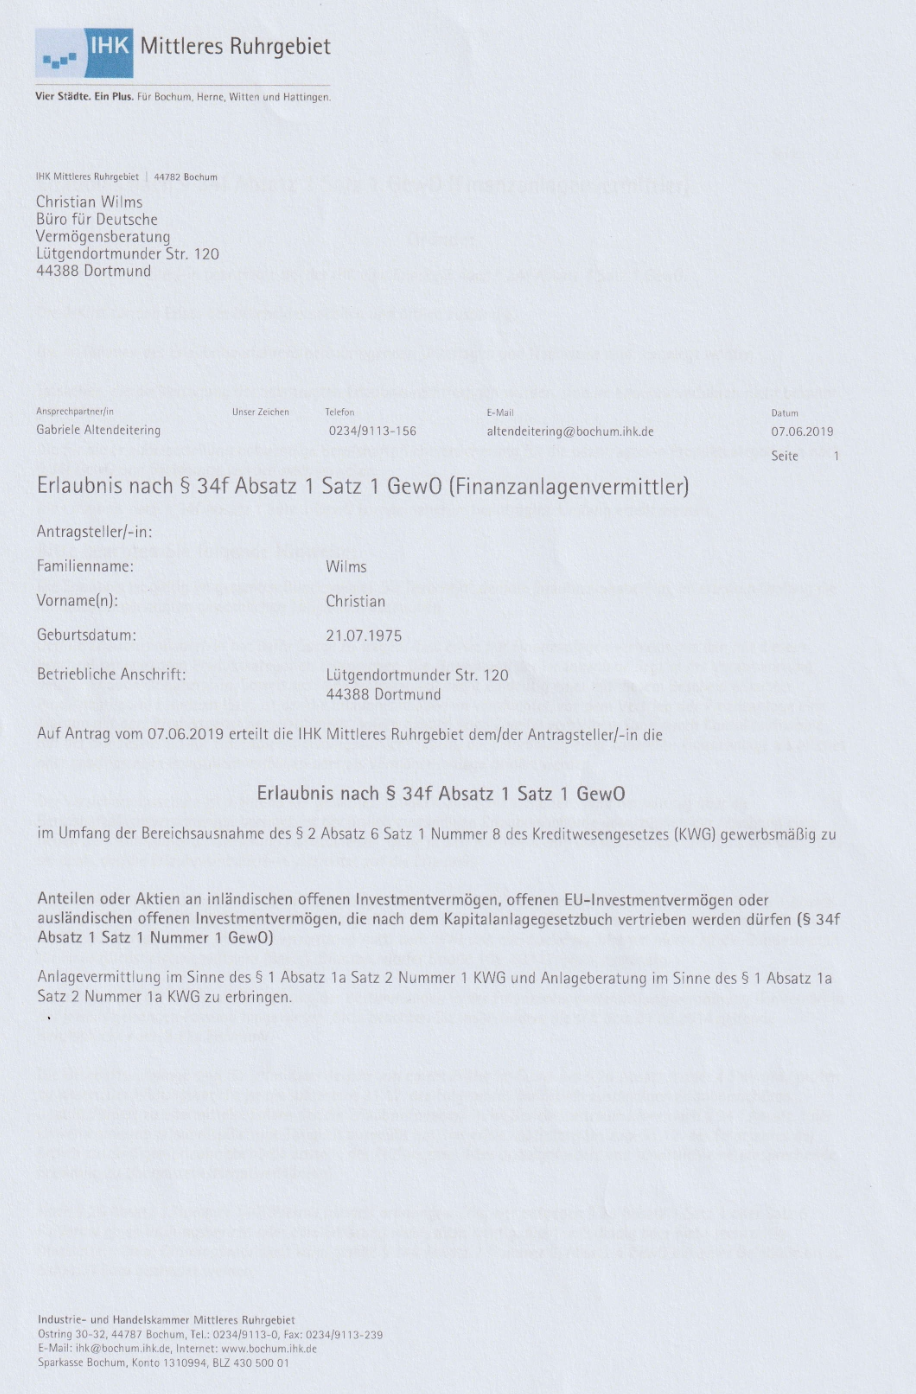 IHK Mittleres Ruhrgebiet
Vier Städte. Ein Plus. Für Bochum, Herne, Witten und Hattingen.
IHK Mittleres Ruhrgebiet | 44782 Bochum
Christian Wilms
Büro für Deutsche
Vermögensberatung
Lütgendortmunder Str. 120
44388 Dortmund
Ansprechpartner/in Unser Zeichen Telefon E-Mail Datum
Gabriele Altendeitering 0234/9113-156 altendeitering@bochum.ihk.de 07.06.2019
Seite 1
Erlaubnis nach § 34f Absatz 1 Satz 1 GewO (Finanzanlagenvermittler)
Antragsteller/-in:
Familienname: Wilms
Vorname(n): Christian
Geburtsdatum: 21.07.1975
Betriebliche Anschrift: Lütgendortmunder Str. 120
44388 Dortmund
Auf Antrag vom 07.06.2019 erteilt die IHK Mittleres Ruhrgebiet dem/der Antragsteller/-in die
Erlaubnis nach § 34f Absatz 1 Satz 1 GewO
im Umfang der Bereichsausnahme des § 2 Absatz 6 Satz 1 Nummer 8 des Kreditwesengesetzes (KWG) gewerbsmäßig zu
Anteilen oder Aktien an inländischen offenen Investmentvermögen, offenen EU-Investmentvermögen oder
ausländischen offenen Investmentvermögen, die nach dem Kapitalanlagegesetzbuch vertrieben werden dürfen (§ 34f
Absatz 1 Satz 1 Nummer 1 GewO)
Anlagevermittlung im Sinne des § 1 Absatz 1a Satz 2 Nummer 1 KWG und Anlageberatung im Sinne des § 1 Absatz 1a
Satz 2 Nummer 1a KWG zu erbringen.
Industrie- und Handelskammer Mittleres Ruhrgebiet
Ostring 30-32, 44787 Bochum, Tel.: 0234/9113-0, Fax: 0234/9113-239
E-Mail: ihk@bochum.ihk.de, Internet: www.bochum.ihk.de
Sparkasse Bochum, Konto 1310994, BLZ 430 500 01